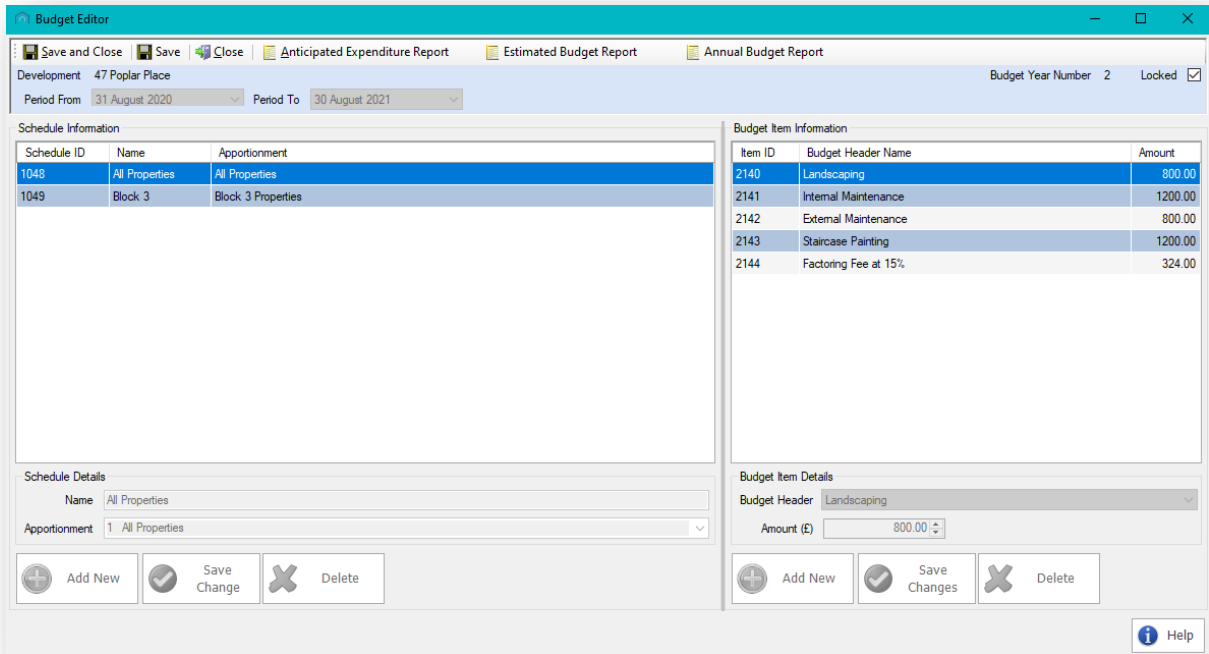 Budget Editor
Save and Close Save Close Anticipated Expenditure Report Estimated Budget Report Annual Budget Report
Development 47 Poplar Place Budget Year Number 2 Locked
Period From 31 August 2020 Period To 30 August 2021
Schedule Information
Schedule ID Name Apportionment
1048 All Properties All Properties
1049 Block 3 Block 3 Properties
Budget Item Information
Item ID Budget Header Name Amount
2140 Landscaping 800.00
2141 Internal Maintenance 1200.00
2142 External Maintenance 800.00
2143 Staircase Painting 1200.00
2144 Factoring Fee at 15% 324.00
Schedule Details
Name All Properties
Apportionment 1 All Properties
Add New Save Change Delete
Budget Item Details
Budget Header Landscaping
Amount (£) 800.00
Add New Save Changes Delete
Help